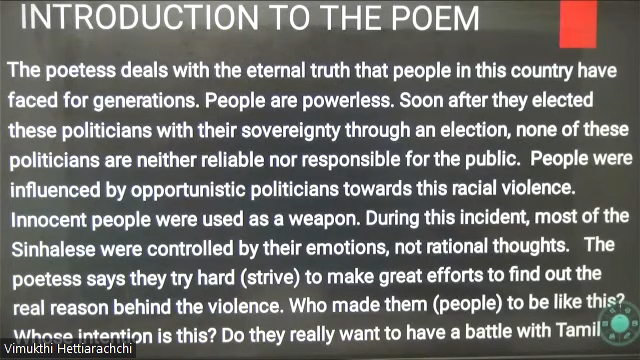 INTRODUCTION TO THE POEM
The poetess deals with the eternal truth that people in this country have
faced for generations. People are powerless. Soon after they elected
these politicians with their sovereignty through an election, none of these
politicians are neither reliable nor responsible for the public. People were
influenced by opportunistic politicians towards this racial violence.
Innocent people were used as a weapon. During this incident, most of the
Sinhalese were controlled by their emotions, not rational thoughts. The
poetess says they try hard (strive) to make great efforts to find out the
real reason behind the violence. Who made them (people) to be like this?
Whose intention is this? Do they really want to have a battle with Tamil
Vimukthi Hettiarachchi